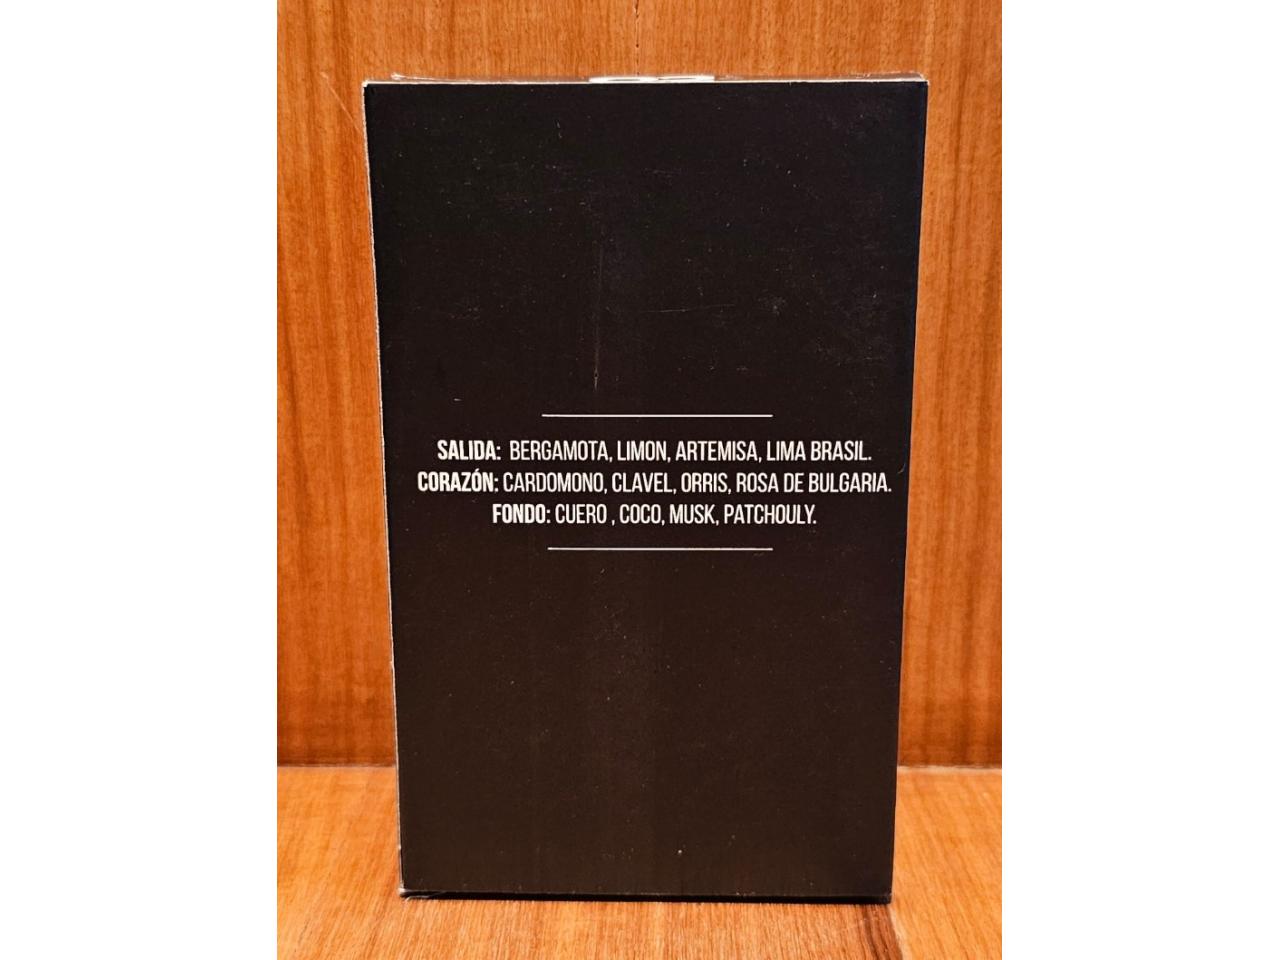 SALIDA: BERGAMOTA, LIMON, ARTEMISA, LIMA BRASIL.
CORAZÓN: CARDOMONO, CLAVEL, ORRIS, ROSA DE BULGARIA.
FONDO: CUERO , COCO, MUSK, PATCHOULY.